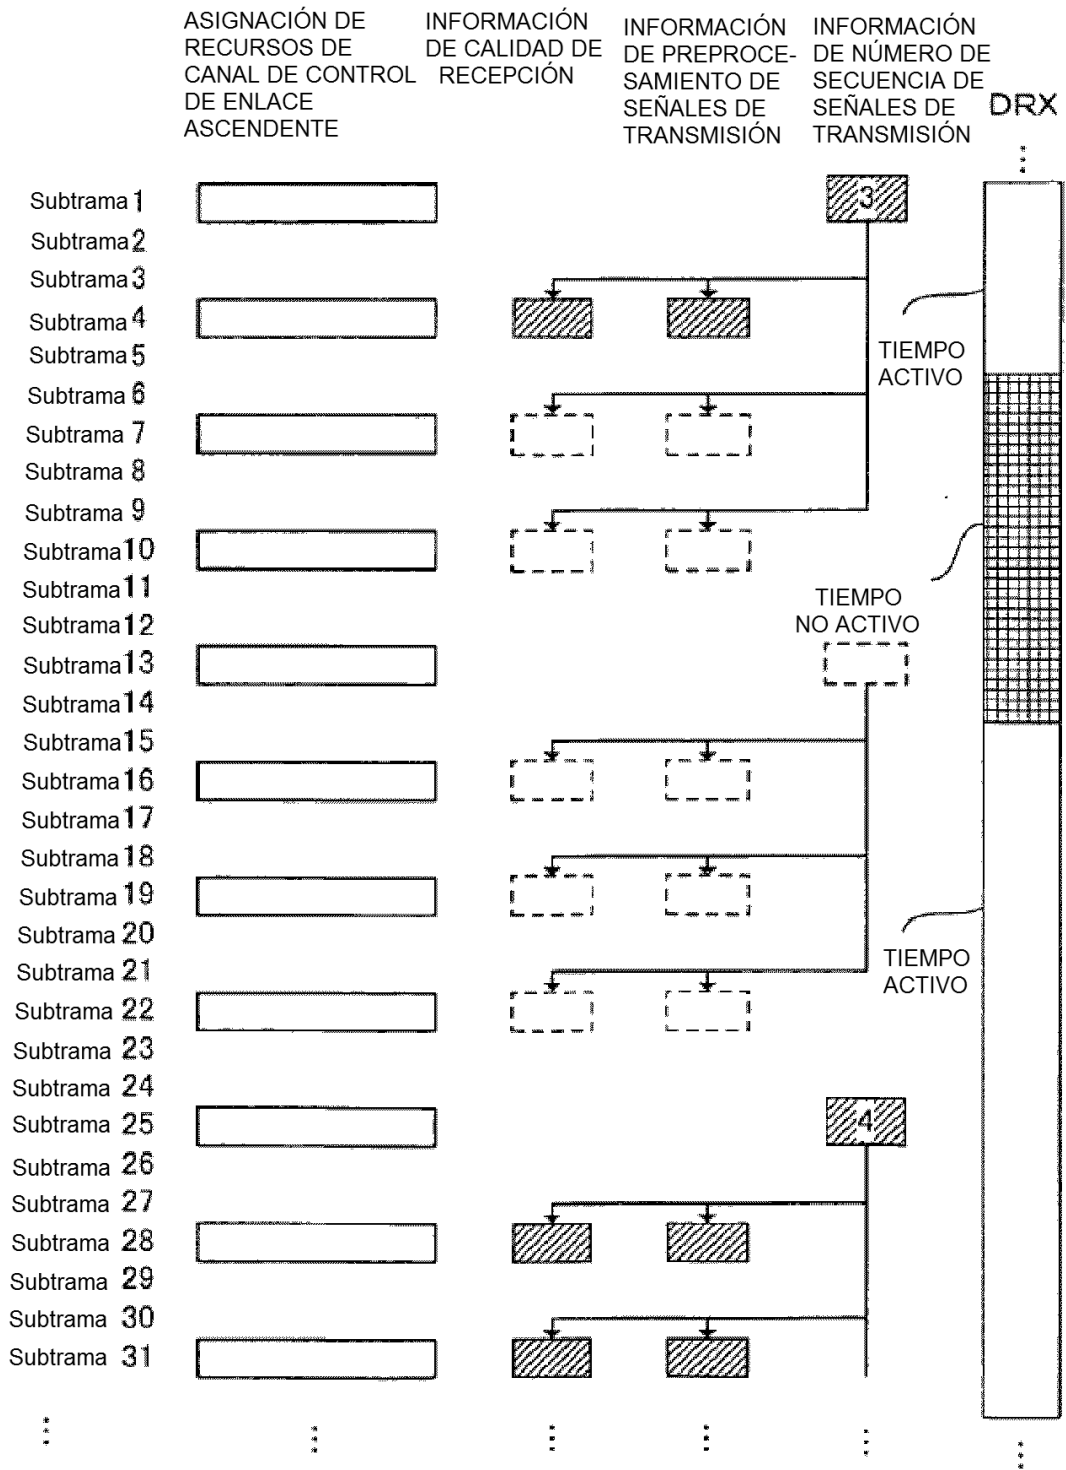 ASIGNACIÓN DE
RECURSOS DE
CANAL DE CONTROL
DE ENLACE
ASCENDENTE
INFORMACIÓN
DE CALIDAD DE
RECEPCIÓN
INFORMACIÓN
DE PREPROCE-
SAMIENTO DE
SEÑALES DE
TRANSMISIÓN
INFORMACIÓN
DE NÚMERO DE
SECUENCIA DE
SEÑALES DE
TRANSMISIÓN
DRX
Subtrama 1
3
Subtrama 2
Subtrama 3
Subtrama 4
Subtrama 5
TIEMPO
ACTIVO
Subtrama 6
Subtrama 7
Subtrama 8
Subtrama 9
Subtrama 10
Subtrama 11
TIEMPO
NO ACTIVO
Subtrama 12
Subtrama 13
Subtrama 14
Subtrama 15
Subtrama 16
Subtrama 17
Subtrama 18
Subtrama 19
Subtrama 20
TIEMPO
ACTIVO
Subtrama 21
Subtrama 22
Subtrama 23
Subtrama 24
Subtrama 25
4
Subtrama 26
Subtrama 27
Subtrama 28
Subtrama 29
Subtrama 30
Subtrama 31